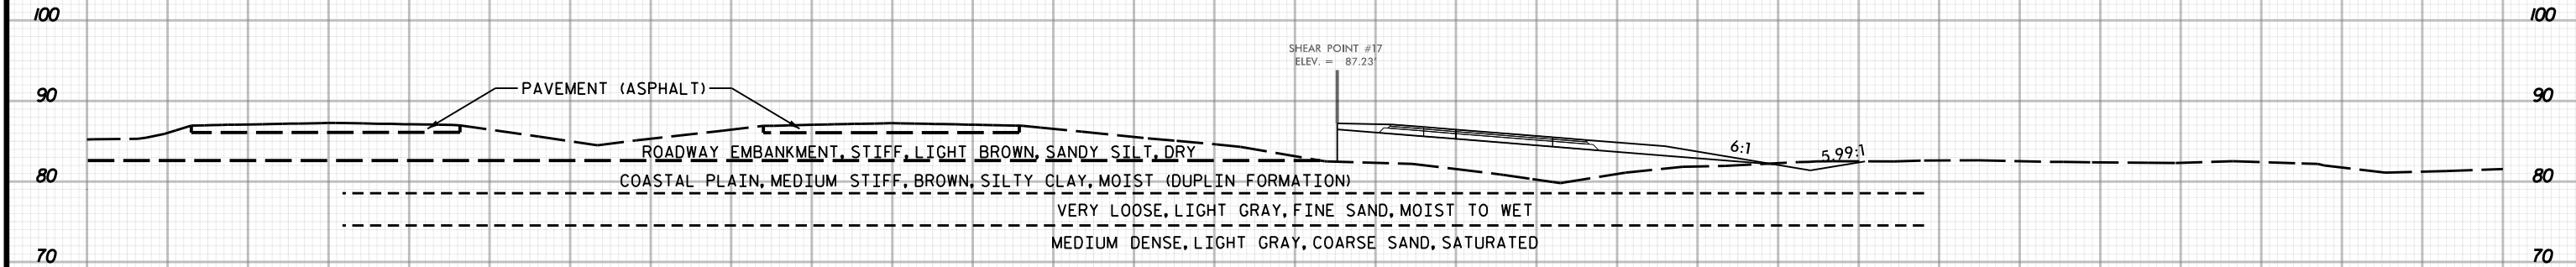 100 100
SHEAR POINT #17
ELEV. = 87.23'
90 PAVEMENT (ASPHALT) 90
6:1 5.99:1
ROADWAY EMBANKMENT, STIFF, LIGHT BROWN, SANDY SILT, DRY
80 COASTAL PLAIN, MEDIUM STIFF, BROWN, SILTY CLAY, MOIST (DUPLIN FORMATION) 80
VERY LOOSE, LIGHT GRAY, FINE SAND, MOIST TO WET
MEDIUM DENSE, LIGHT GRAY, COARSE SAND, SATURATED
70 70